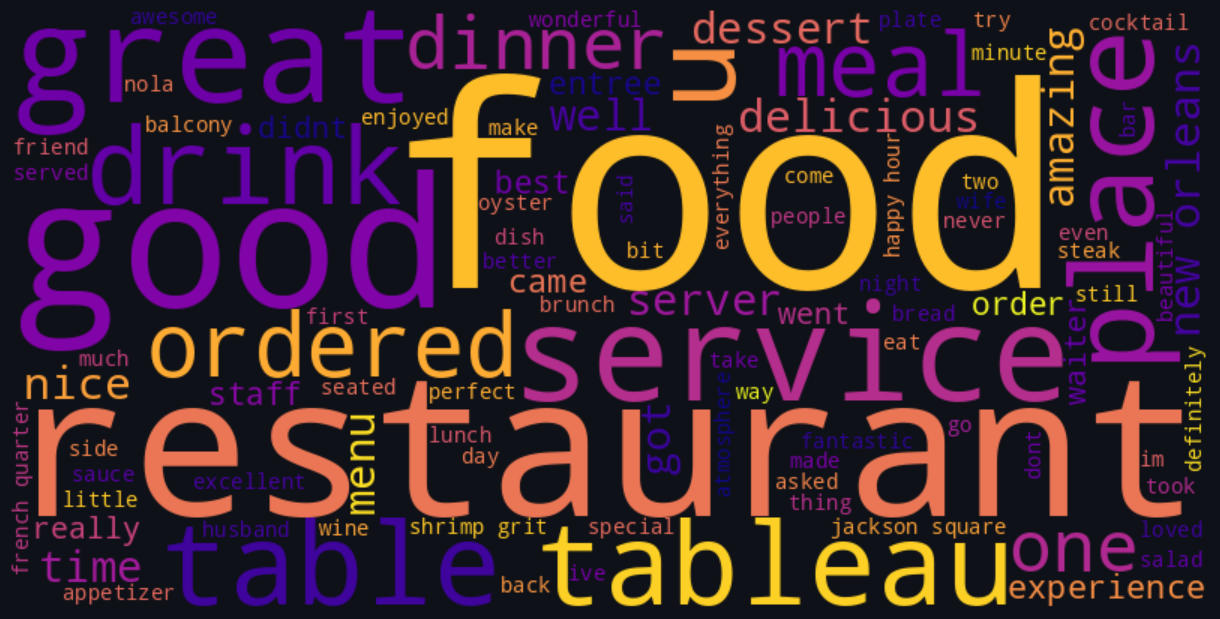 awesome
wonderful
dessert
plate
try
cocktail
great
dinner
u
meal
minute
amazing
place
new orleans
nola
entree
bar
balcony
didnt
enjoyed
make
well
delicious
friend
served
drink
food
everything
happy hour
best
said
come
two
wife
people
never
oyster
good
dish
bit
even
steak
beautiful
better
came
brunch
night
server
went
bread
order
still
waiter
first
ordered
service
eat
much
nice
staff
seated
perfect
take
way
definitely
restaurant
french quarter
menu
lunch
day
got
atmosphere
go
fantastic
made
dont
im
side
sauce
little
excellent
asked
thing
took
really
husband
wine
shrimp grit
special
jackson square
loved
time
table
tableau
one
salad
ive
appetizer
back
experience